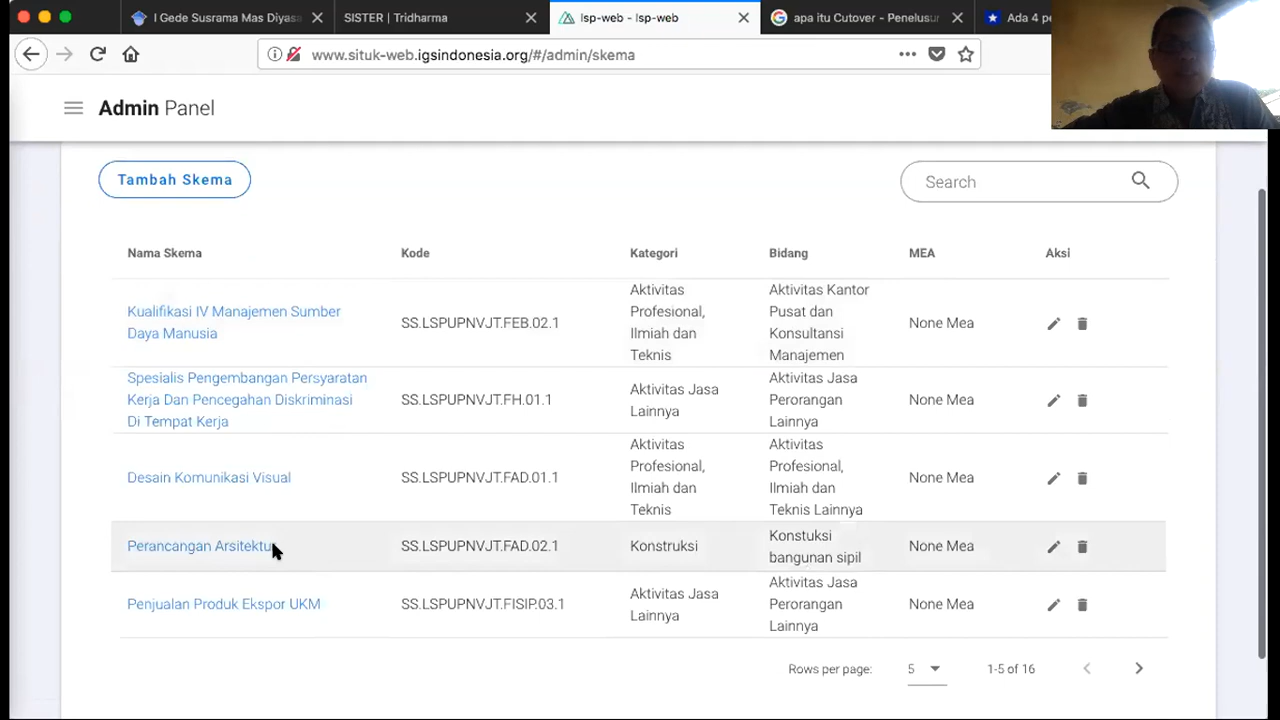 I Gede Susrama Mas Diyasa
SISTER | Tridharma
lsp-web - lsp-web
apa itu Cutover - Penelusur
Ada 4 pe
www.situk-web.igsindonesia.org/#/admin/skema
Admin Panel
Tambah Skema
Search
Nama Skema
Kode
Kategori
Bidang
MEA
Aksi
Kualifikasi IV Manajemen Sumber
Daya Manusia
SS.LSPUPNVJT.FEB.02.1
Aktivitas
Profesional,
Ilmiah dan
Teknis
Aktivitas Kantor
Pusat dan
Konsultansi
Manajemen
None Mea
Spesialis Pengembangan Persyaratan
Kerja Dan Pencegahan Diskriminasi
Di Tempat Kerja
SS.LSPUPNVJT.FH.01.1
Aktivitas Jasa
Lainnya
Aktivitas Jasa
Perorangan
Lainnya
None Mea
Desain Komunikasi Visual
SS.LSPUPNVJT.FAD.01.1
Aktivitas
Profesional,
Ilmiah dan
Teknis
Aktivitas
Profesional,
Ilmiah dan
Teknis Lainnya
None Mea
Perancangan Arsitektu
SS.LSPUPNVJT.FAD.02.1
Konstruksi
Konstuksi
bangunan sipil
None Mea
Penjualan Produk Ekspor UKM
SS.LSPUPNVJT.FISIP.03.1
Aktivitas Jasa
Lainnya
Aktivitas Jasa
Perorangan
Lainnya
None Mea
Rows per page:
5
1-5 of 16